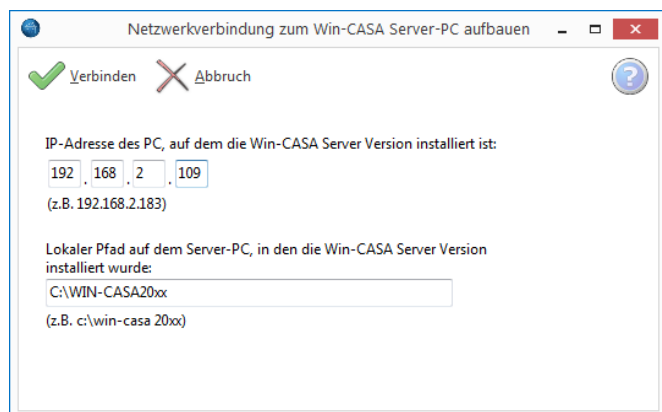 Netzwerkverbindung zum Win-CASA Server-PC aufbauen
Verbinden Abbruch ?
IP-Adresse des PC, auf dem die Win-CASA Server Version installiert ist:
192 . 168 . 2 . 109
(z.B. 192.168.2.183)
Lokaler Pfad auf dem Server-PC, in den die Win-CASA Server Version
installiert wurde:
C:\WIN-CASA20xx
(z.B. c:\win-casa 20xx)